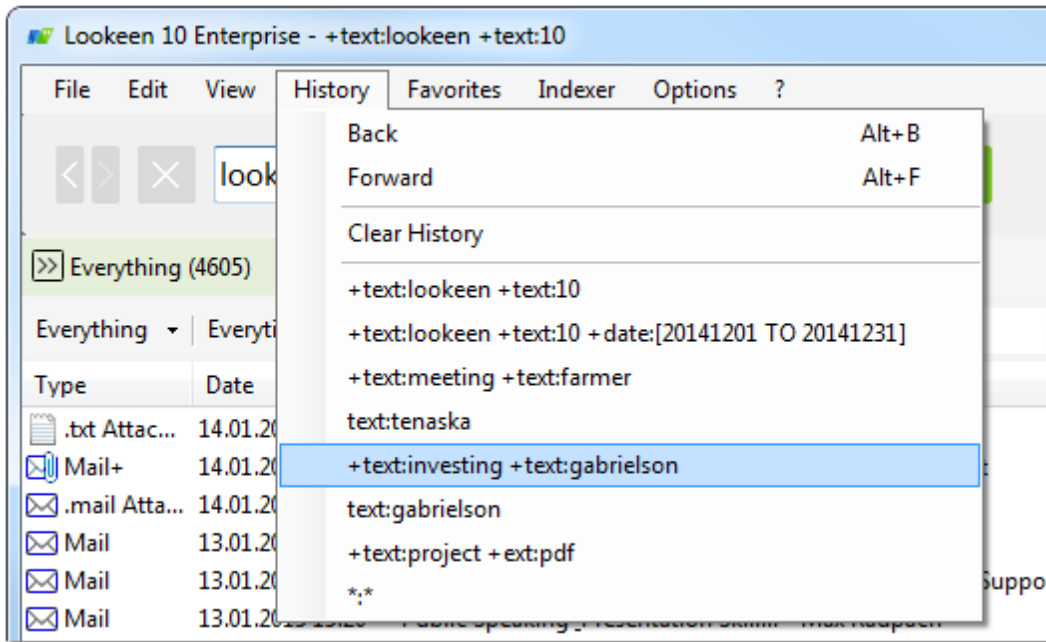 Lookeen 10 Enterprise - +text:lookeen +text:10
File Edit View History Favorites Indexer Options ?
Back Alt+B
look
Forward Alt+F
Clear History
Everything (4605)
+text:lookeen +text:10
Everything
+text:lookeen +text:10 +date:[20141201 TO 20141231]
Type Date
+text:meeting +text:farmer
.txt Attac... 14.01.20
text:tenaska
Mail+ 14.01.20
+text:investing +text:gabrielson
.mail Atta... 14.01.20
text:gabrielson
Mail 13.01.20
+text:project +ext:pdf
Mail 13.01.20
*:*
Mail 13.01.2015